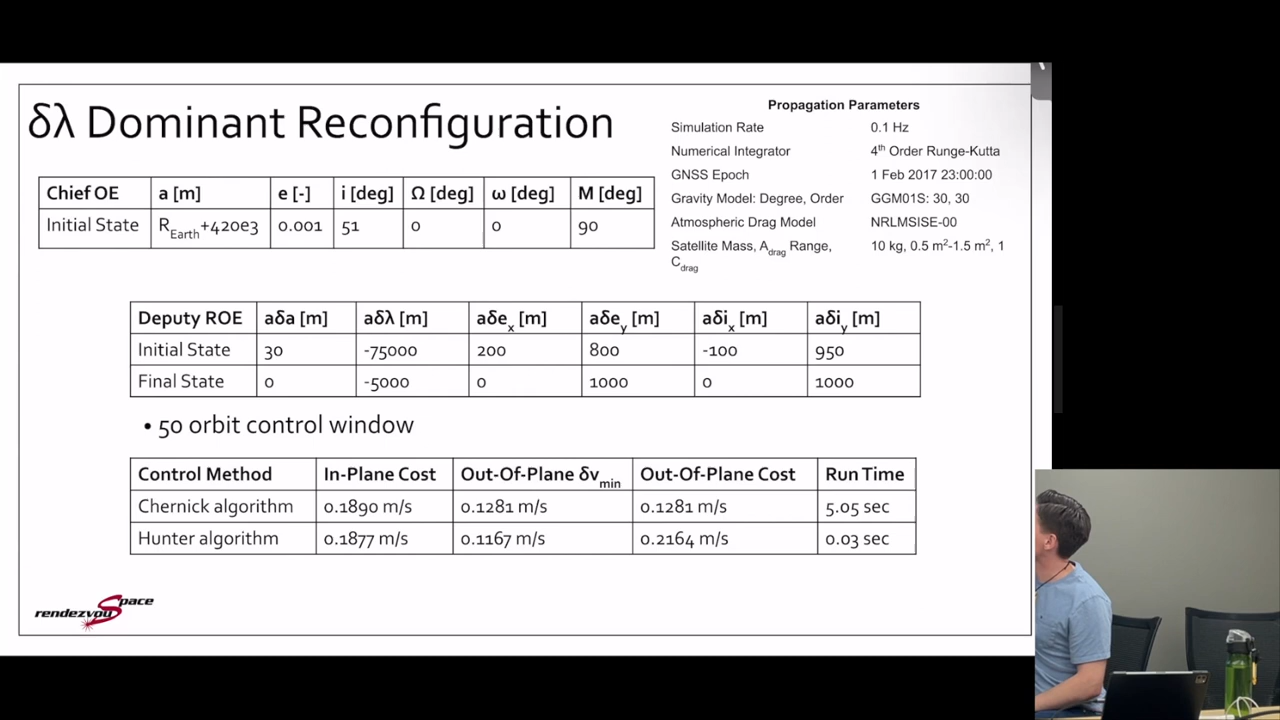 δλ Dominant Reconfiguration
Propagation Parameters
Simulation Rate 0.1 Hz
Numerical Integrator 4th Order Runge-Kutta
GNSS Epoch 1 Feb 2017 23:00:00
Gravity Model: Degree, Order GGM01S: 30, 30
Atmospheric Drag Model NRLMSISE-00
Satellite Mass, Adrag Range, 10 kg, 0.5 m²-1.5 m², 1
Cdrag
Chief OE a [m] e [-] i [deg] Ω [deg] ω [deg] M [deg]
Initial State REarth+420e3 0.001 51 0 0 90
Deputy ROE aδa [m] aδλ [m] aδex [m] aδey [m] aδix [m] aδiy [m]
Initial State 30 -75000 200 800 -100 950
Final State 0 -5000 0 1000 0 1000
• 50 orbit control window
Control Method In-Plane Cost Out-Of-Plane δvmin Out-Of-Plane Cost Run Time
Chernick algorithm 0.1890 m/s 0.1281 m/s 0.1281 m/s 5.05 sec
Hunter algorithm 0.1877 m/s 0.1167 m/s 0.2164 m/s 0.03 sec
rendezvouSpace